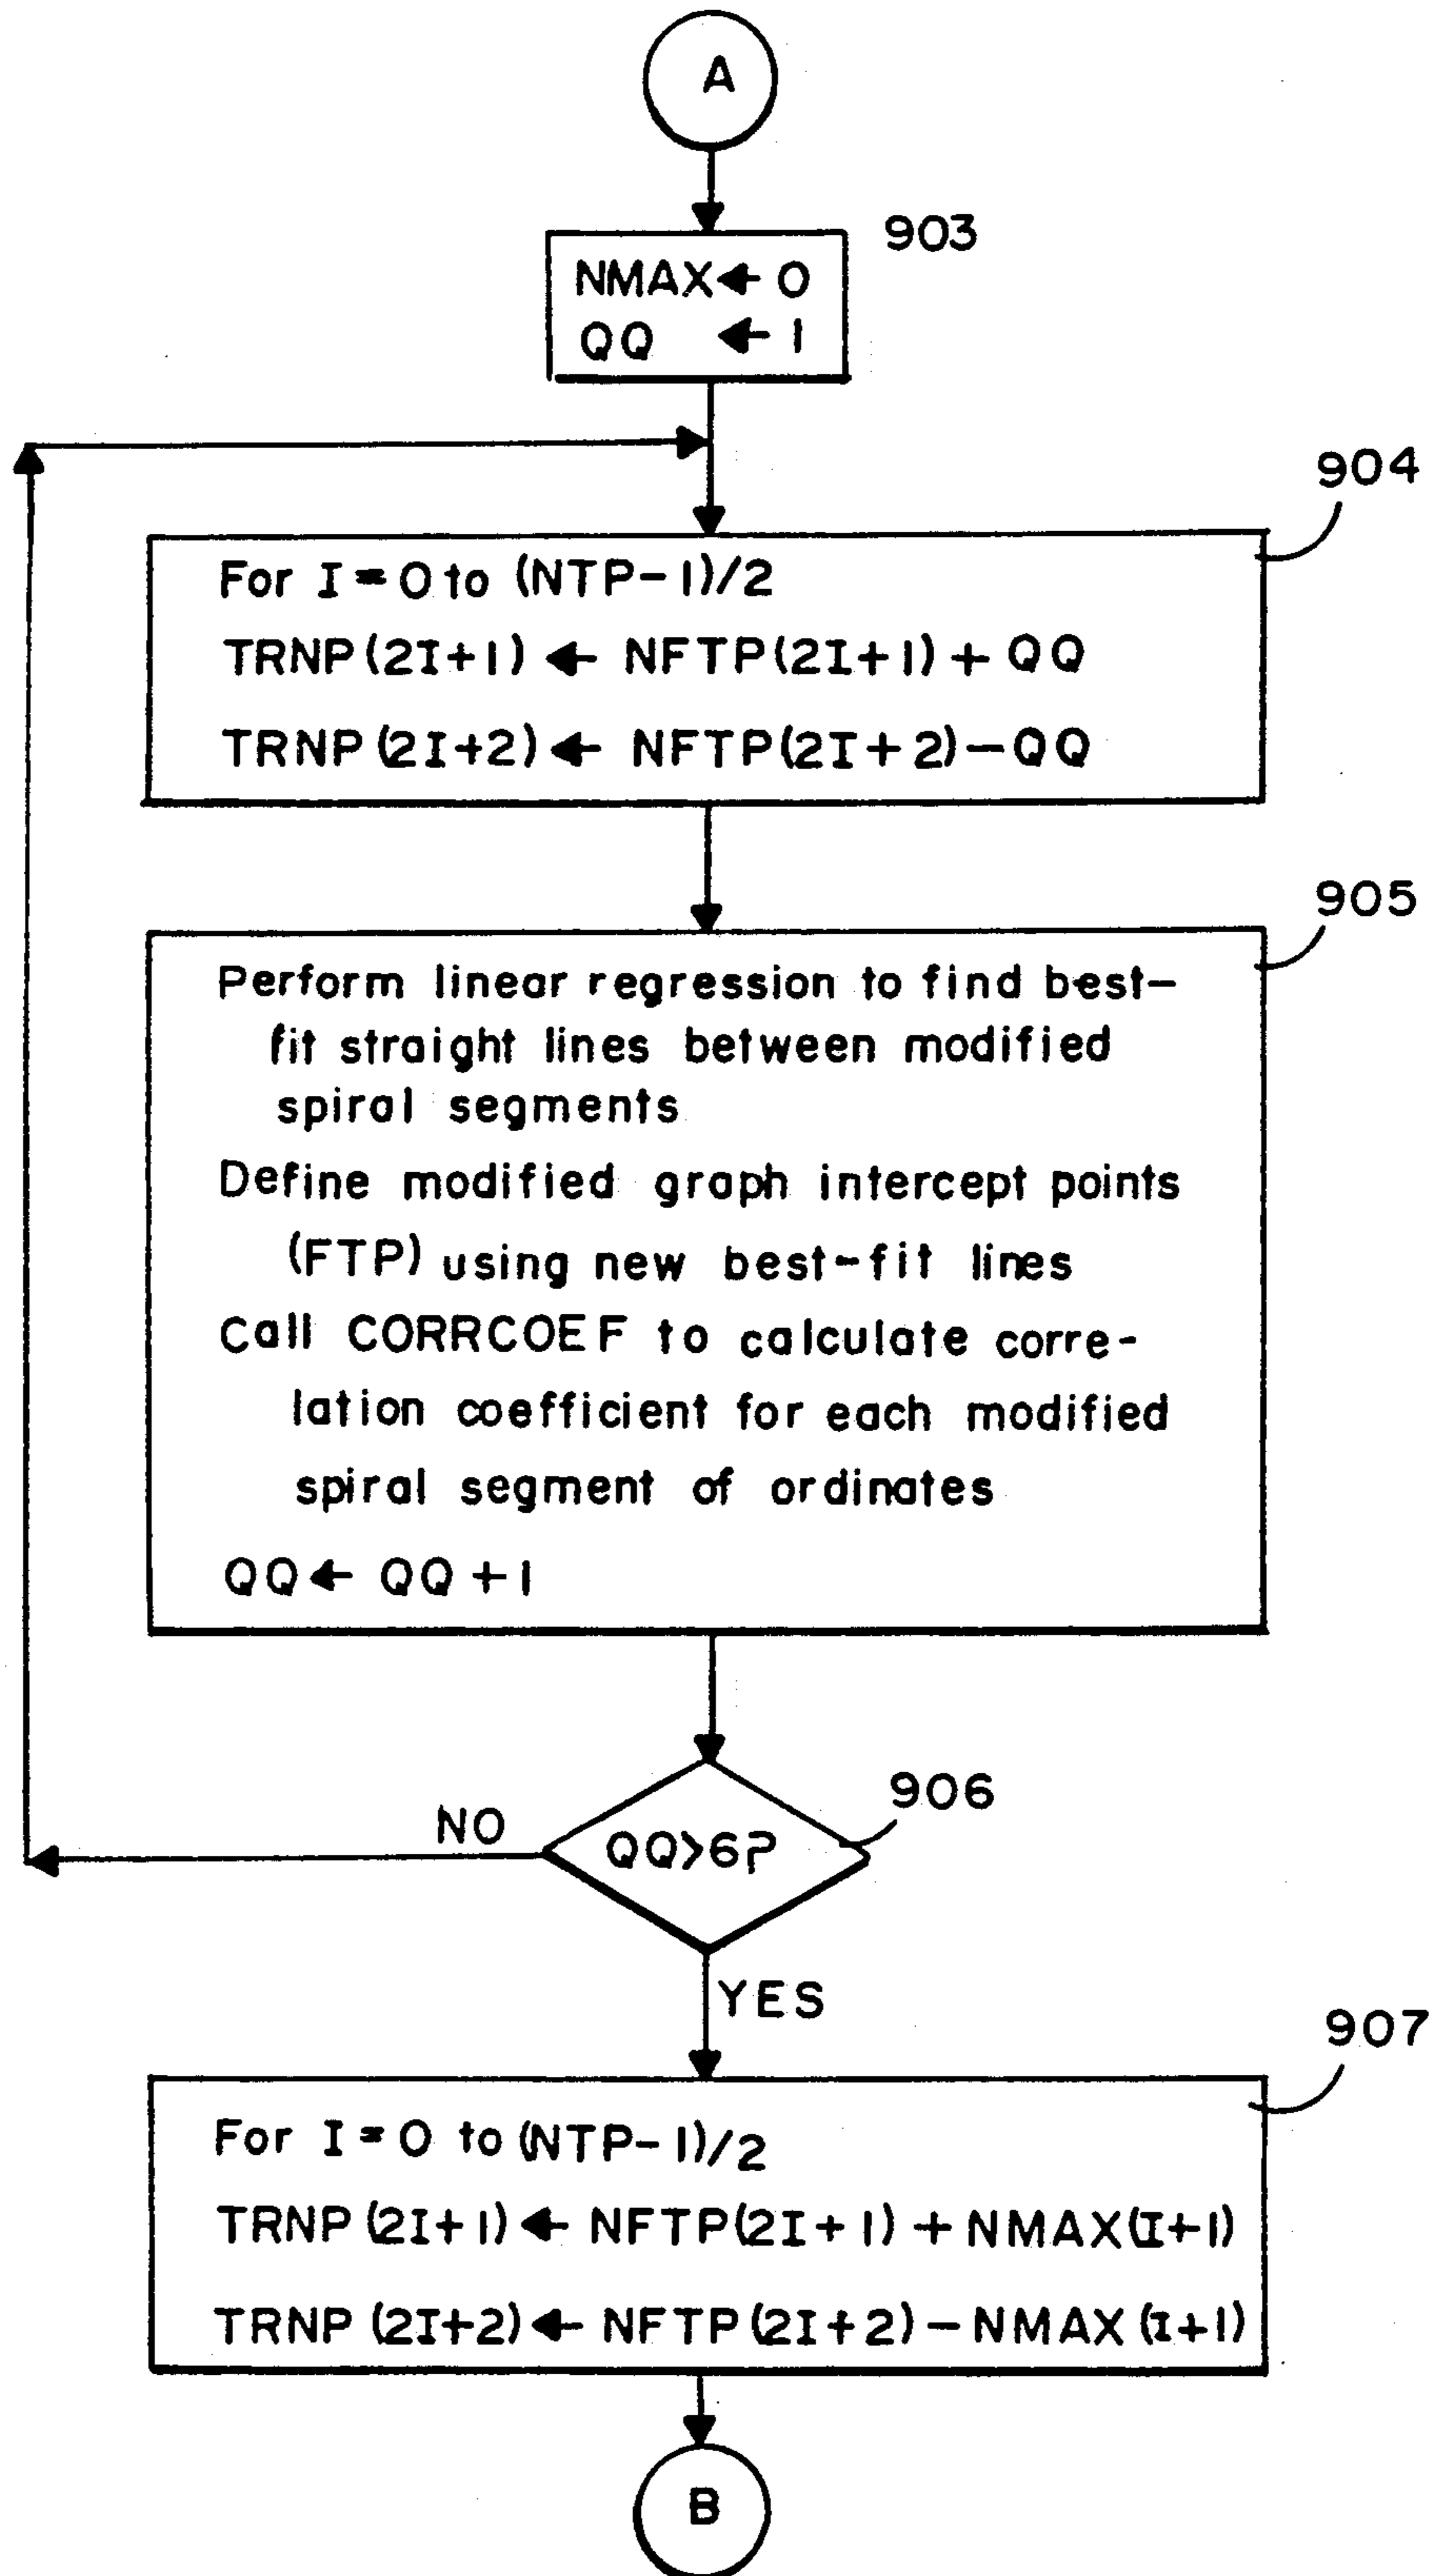 A
903
NMAX ← 0
QQ ← 1
904
For I = 0 to (NTP-1)/2
TRNP(2I+1) ← NFTP(2I+1) + QQ
TRNP(2I+2) ← NFTP(2I+2) - QQ
905
Perform linear regression to find best-
fit straight lines between modified
spiral segments
Define modified graph intercept points
(FTP) using new best-fit lines
Call CORRCOEF to calculate corre-
lation coefficient for each modified
spiral segment of ordinates
QQ ← QQ + 1
906
NO
QQ>6?
YES
907
For I = 0 to (NTP-1)/2
TRNP(2I+1) ← NFTP(2I+1) + NMAX(I+1)
TRNP(2I+2) ← NFTP(2I+2) - NMAX(I+1)
B